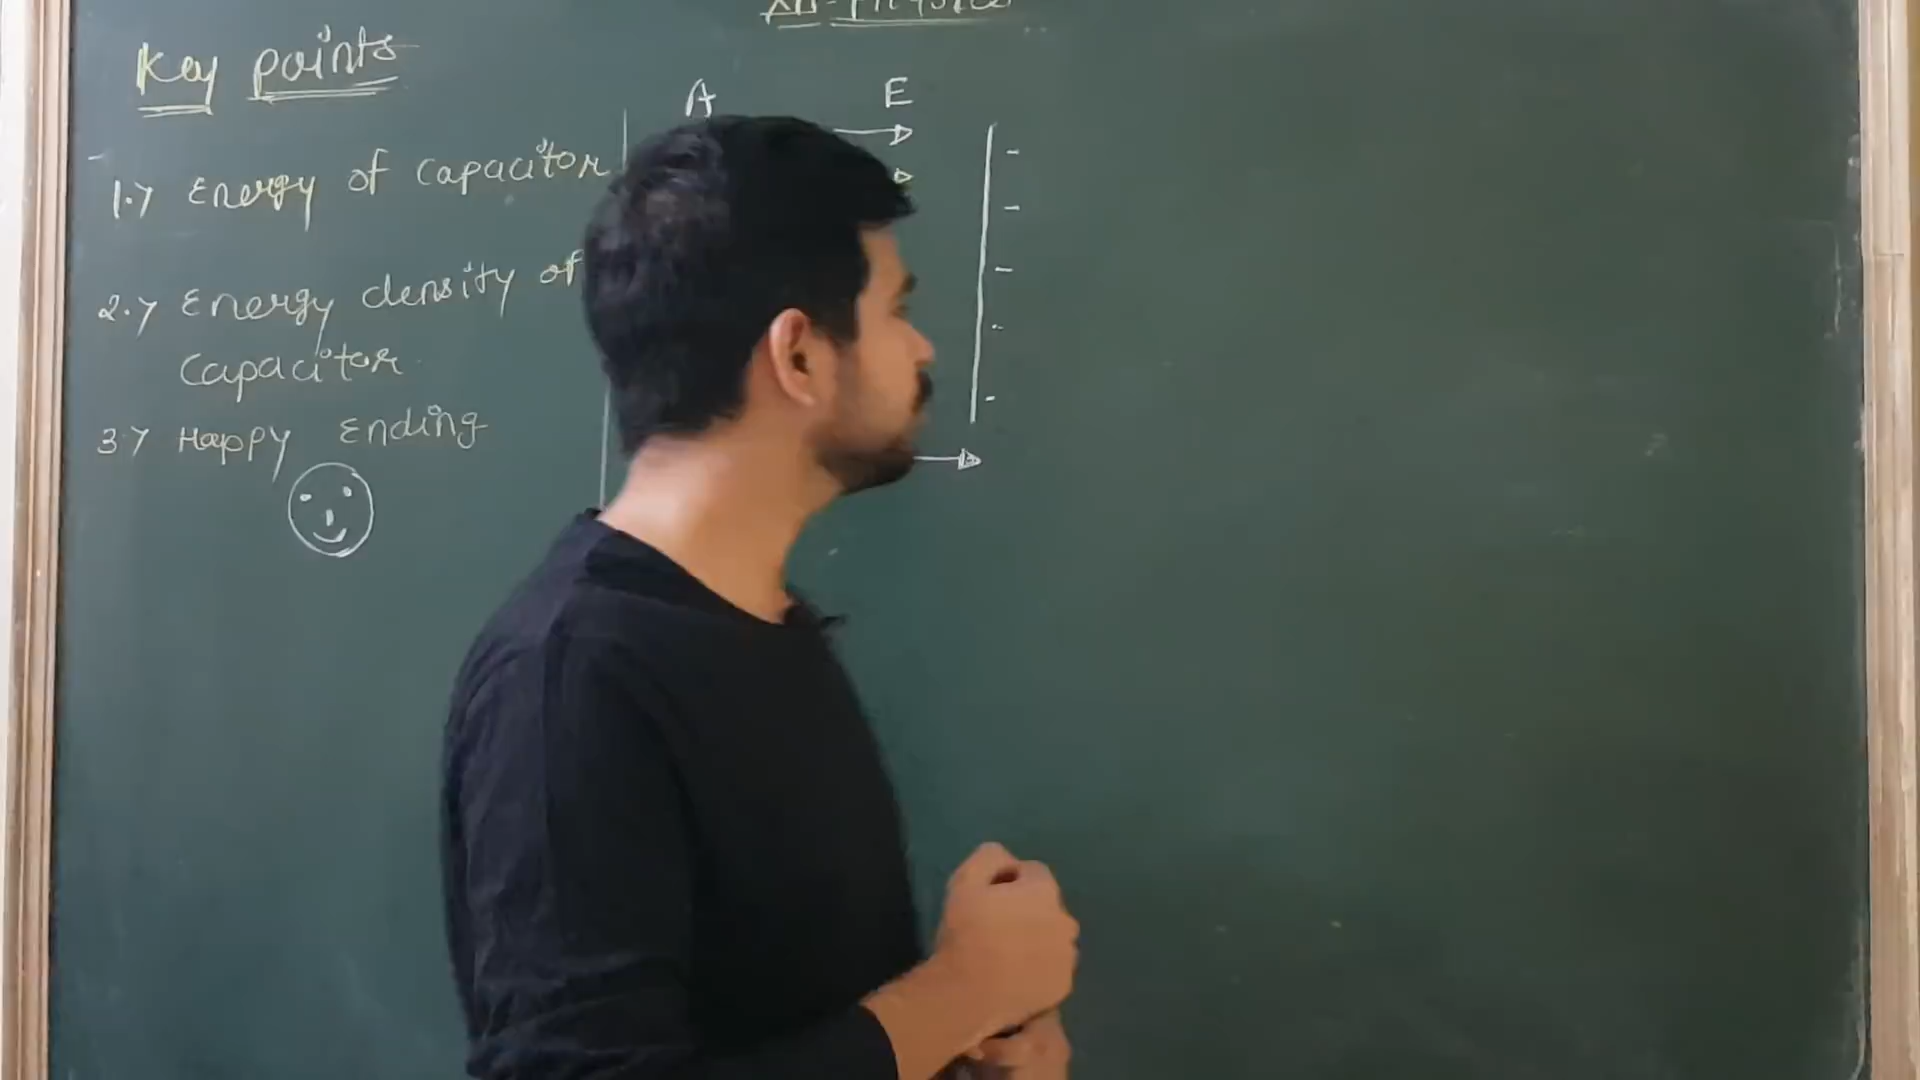 Key points
A E
1.> Energy of capacitor
2.> Energy density of
capacitor
3> Happy Ending